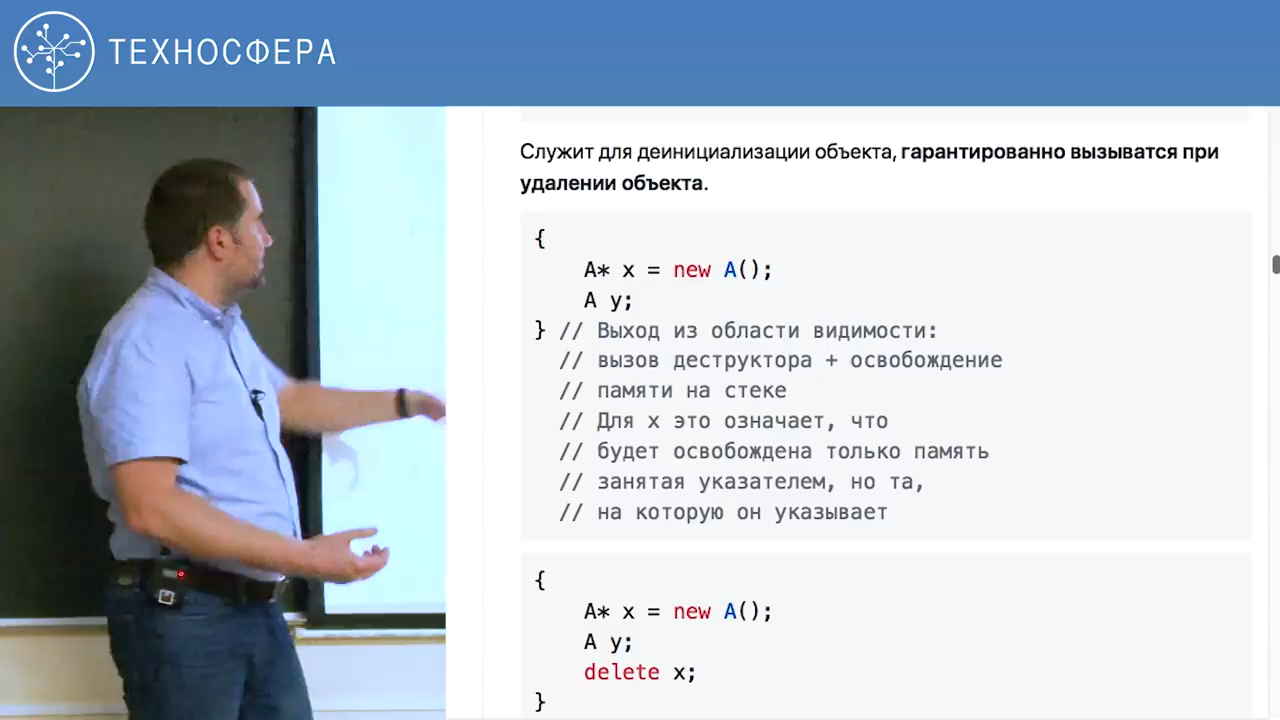 ТЕХНОСФЕРА
Служит для деинициализации объекта, гарантированно вызыватся при
удалении объекта.
{
A* x = new A();
A y;
} // Выход из области видимости:
// вызов деструктора + освобождение
// памяти на стеке
// Для x это означает, что
// будет освобождена только память
// занятая указателем, но та,
// на которую он указывает
{
A* x = new A();
A y;
delete x;
}